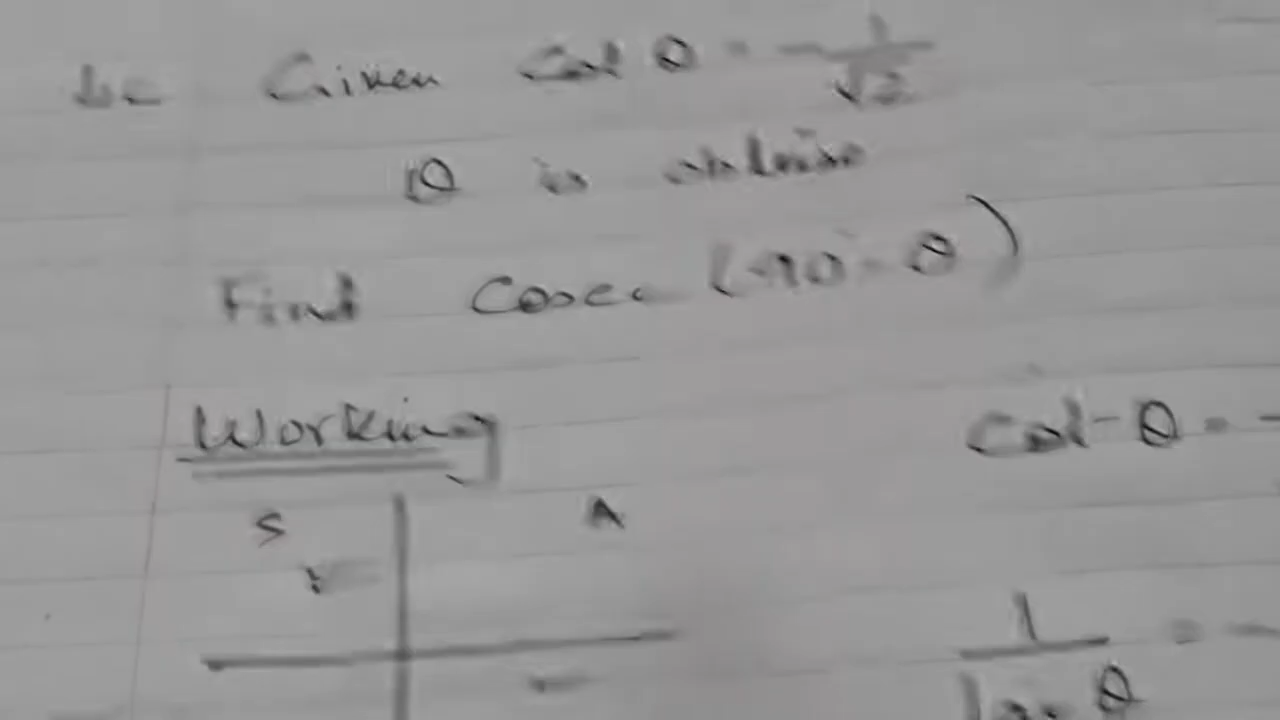 Given Cot θ = -1/√2
θ is obtuse
Find Cosec (90° - θ)
Working
Cot θ = -
S A
1/tan θ = -